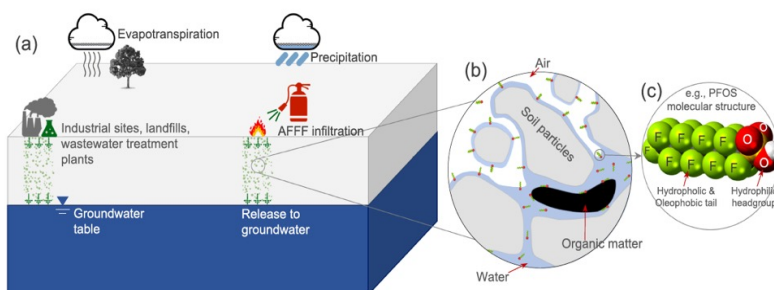 (a)
Evapotranspiration
Precipitation
Industrial sites, landfills,
wastewater treatment
plants
AFFF infiltration
Groundwater
table
Release to
groundwater
(b)
Air
Soil particles
Organic matter
Water
(c)
e.g., PFOS
molecular structure
F F F F
F F F F
O O
O
Hydropholic &
Oleophobic tail
Hydrophilic
headgroup